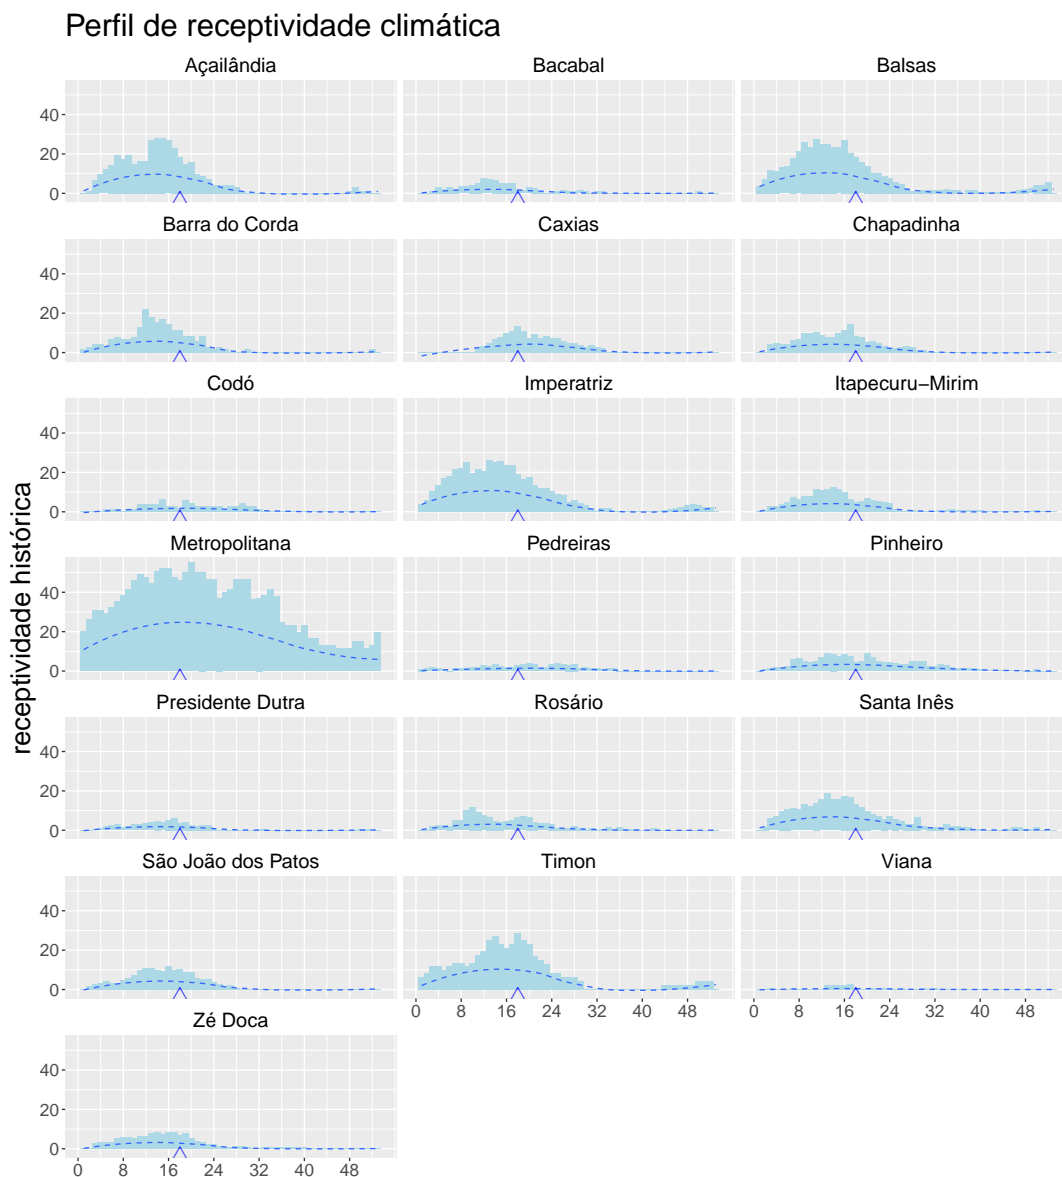 Perfil de receptividade climática
Açailândia Bacabal Balsas
40
20
0
Barra do Corda Caxias Chapadinha
40
20
0
Codó Imperatriz Itapecuru−Mirim
40
20
0
receptividade histórica
Metropolitana Pedreiras Pinheiro
40
20
0
Presidente Dutra Rosário Santa Inês
40
20
0
São João dos Patos Timon Viana
40
20
0
0 8 16 24 32 40 48 0 8 16 24 32 40 48
Zé Doca
40
20
0
0 8 16 24 32 40 48